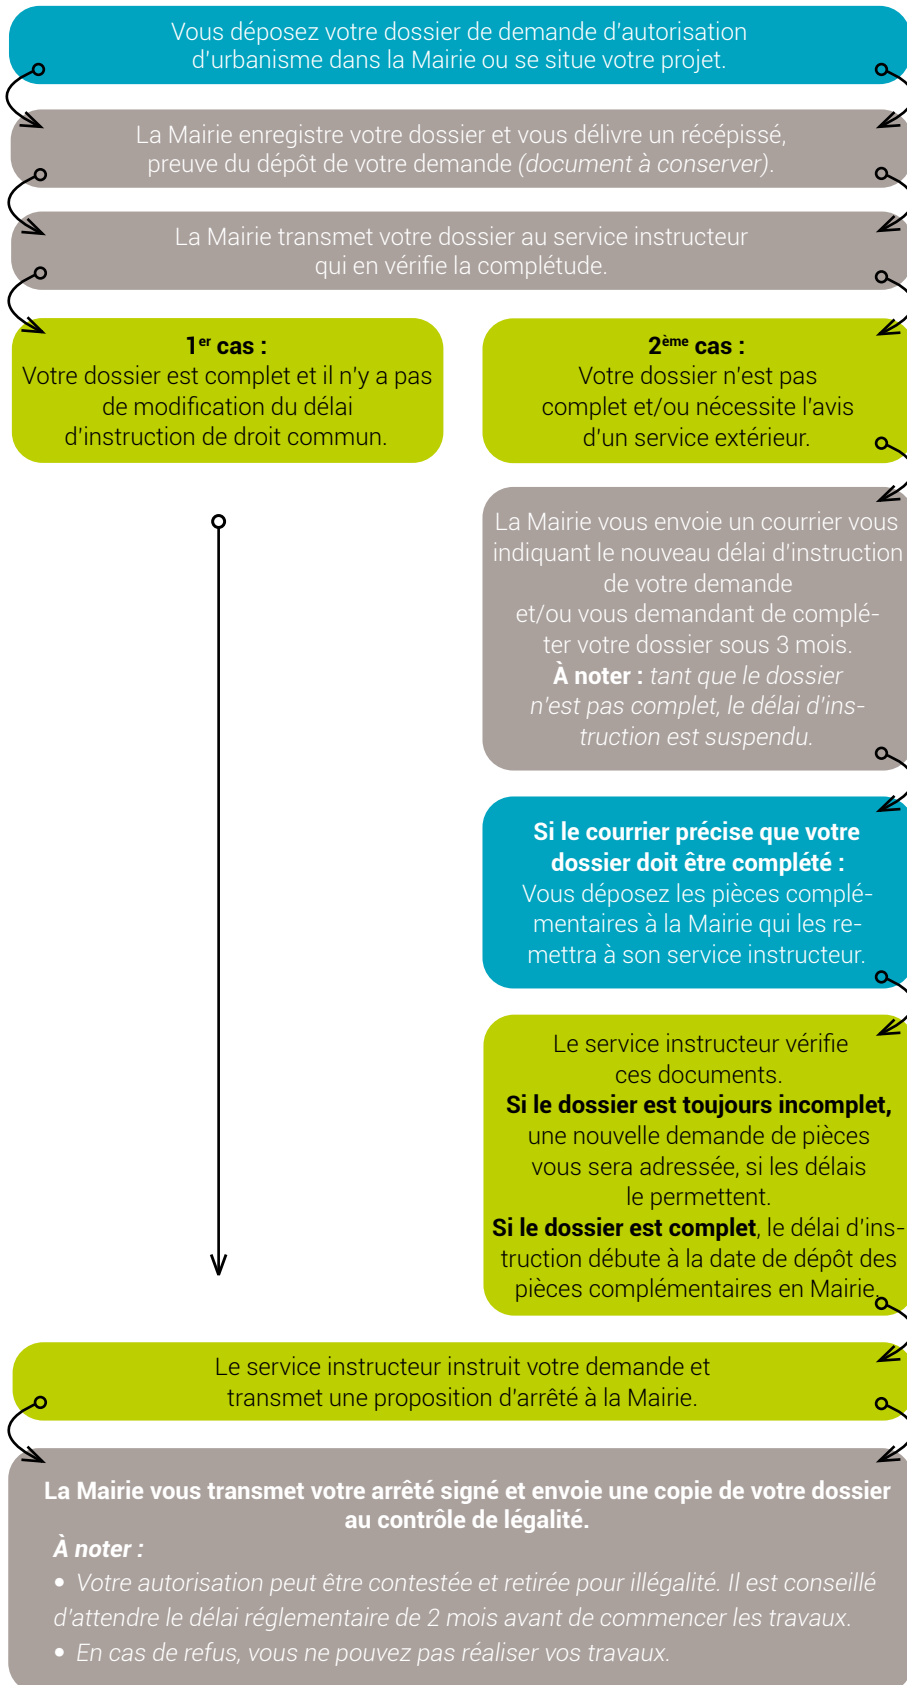 Vous déposez votre dossier de demande d'autorisation
d'urbanisme dans la Mairie ou se situe votre projet.
La Mairie enregistre votre dossier et vous délivre un récépissé,
preuve du dépôt de votre demande (document à conserver).
La Mairie transmet votre dossier au service instructeur
qui en vérifie la complétude.
1er cas :
Votre dossier est complet et il n'y a pas
de modification du délai
d'instruction de droit commun.
2ème cas :
Votre dossier n'est pas
complet et/ou nécessite l'avis
d'un service extérieur.
La Mairie vous envoie un courrier vous
indiquant le nouveau délai d'instruction
de votre demande
et/ou vous demandant de complé-
ter votre dossier sous 3 mois.
À noter : tant que le dossier
n'est pas complet, le délai d'ins-
truction est suspendu.
Si le courrier précise que votre
dossier doit être complété :
Vous déposez les pièces complé-
mentaires à la Mairie qui les re-
mettra à son service instructeur.
Le service instructeur vérifie
ces documents.
Si le dossier est toujours incomplet,
une nouvelle demande de pièces
vous sera adressée, si les délais
le permettent.
Si le dossier est complet, le délai d'ins-
truction débute à la date de dépôt des
pièces complémentaires en Mairie.
Le service instructeur instruit votre demande et
transmet une proposition d'arrêté à la Mairie.
La Mairie vous transmet votre arrêté signé et envoie une copie de votre dossier
au contrôle de légalité.
À noter :
• Votre autorisation peut être contestée et retirée pour illégalité. Il est conseillé
d'attendre le délai réglementaire de 2 mois avant de commencer les travaux.
• En cas de refus, vous ne pouvez pas réaliser vos travaux.